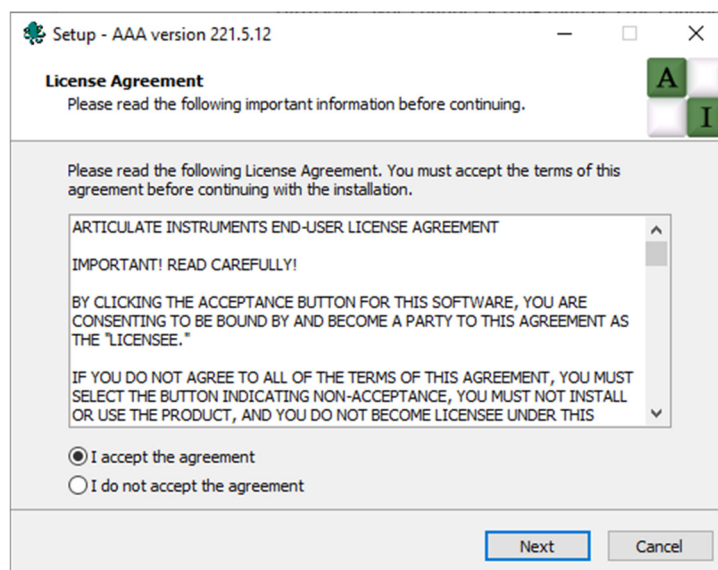 Setup - AAA version 221.5.12
License Agreement
Please read the following important information before continuing.
A
I
Please read the following License Agreement. You must accept the terms of this
agreement before continuing with the installation.
ARTICULATE INSTRUMENTS END-USER LICENSE AGREEMENT
IMPORTANT! READ CAREFULLY!
BY CLICKING THE ACCEPTANCE BUTTON FOR THIS SOFTWARE, YOU ARE
CONSENTING TO BE BOUND BY AND BECOME A PARTY TO THIS AGREEMENT AS
THE "LICENSEE."
IF YOU DO NOT AGREE TO ALL OF THE TERMS OF THIS AGREEMENT, YOU MUST
SELECT THE BUTTON INDICATING NON-ACCEPTANCE, YOU MUST NOT INSTALL
OR USE THE PRODUCT, AND YOU DO NOT BECOME LICENSEE UNDER THIS
I accept the agreement
I do not accept the agreement
Next
Cancel